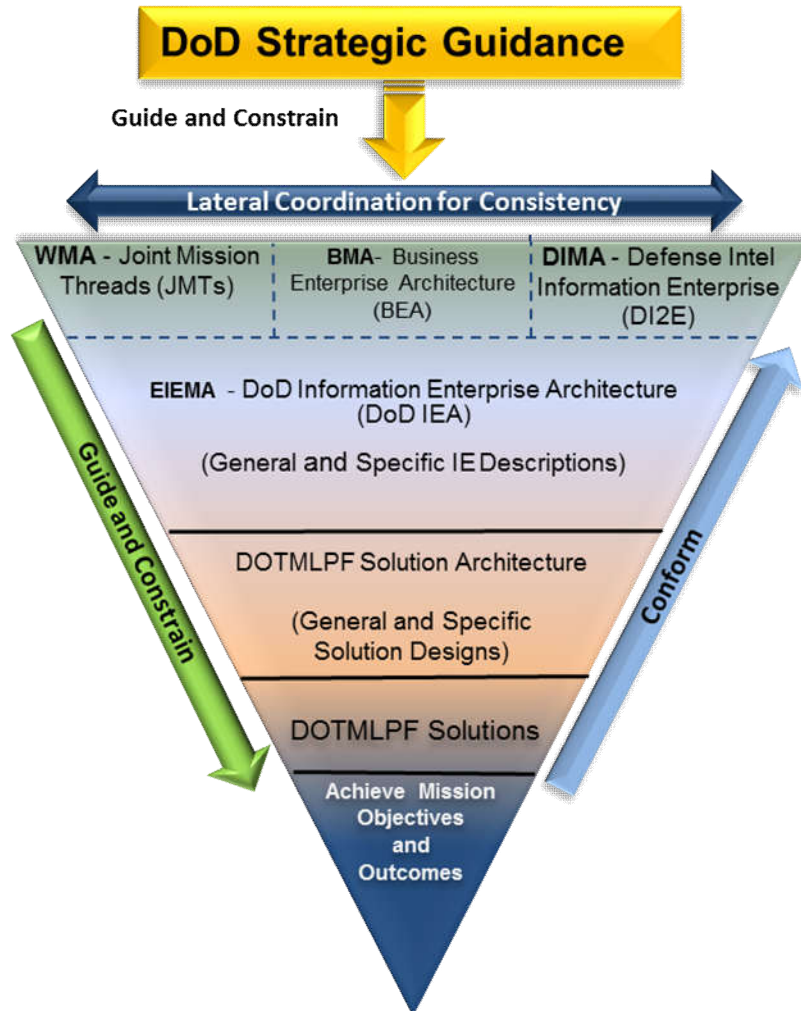 DoD Strategic Guidance
Guide and Constrain
Lateral Coordination for Consistency
WMA - Joint Mission
Threads (JMTs)
BMA- Business
Enterprise Architecture
(BEA)
DIMA - Defense Intel
Information Enterprise
(DI2E)
EIEMA - DoD Information Enterprise Architecture
(DoD IEA)
(General and Specific IE Descriptions)
Guide and Constrain
Conform
DOTMLPF Solution Architecture
(General and Specific
Solution Designs)
DOTMLPF Solutions
Achieve Mission
Objectives
and
Outcomes